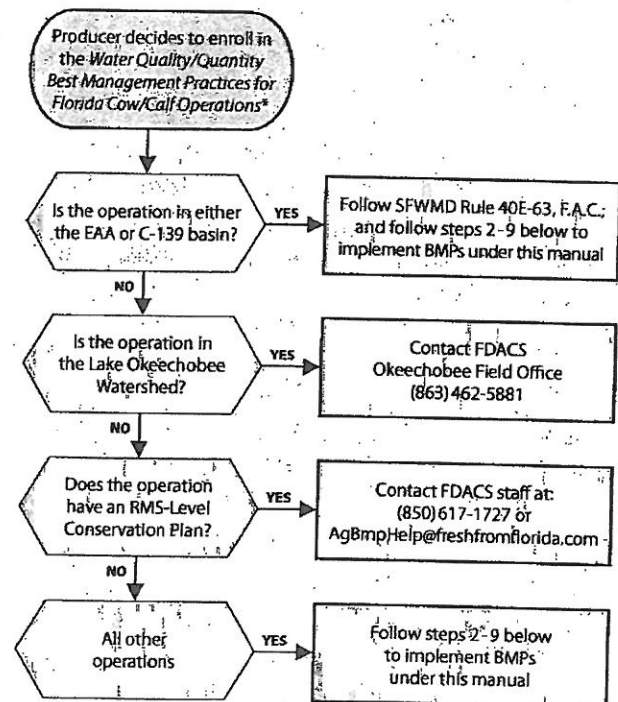 Producer decides to enroll in
the Water Quality/Quantity
Best Management Practices for
Florida Cow/Calf Operations*
Is the operation in either
the EAA or C-139 basin?
YES
Follow SFWMD Rule 40E-63, F.A.C.;
and follow steps 2-9 below to
implement BMPs under this manual
NO
Is the operation in
the Lake Okeechobee
Watershed?
YES
Contact FDACS
Okeechobee Field Office
(863) 462-5881
NO
Does the operation
have an RMS-Level
Conservation Plan?
YES
Contact FDACS staff at:
(850) 617-1727 or
AgBmpHelp@freshfromflorida.com
NO
All other
operations
YES
Follow steps 2-9 below
to implement BMPs
under this manual